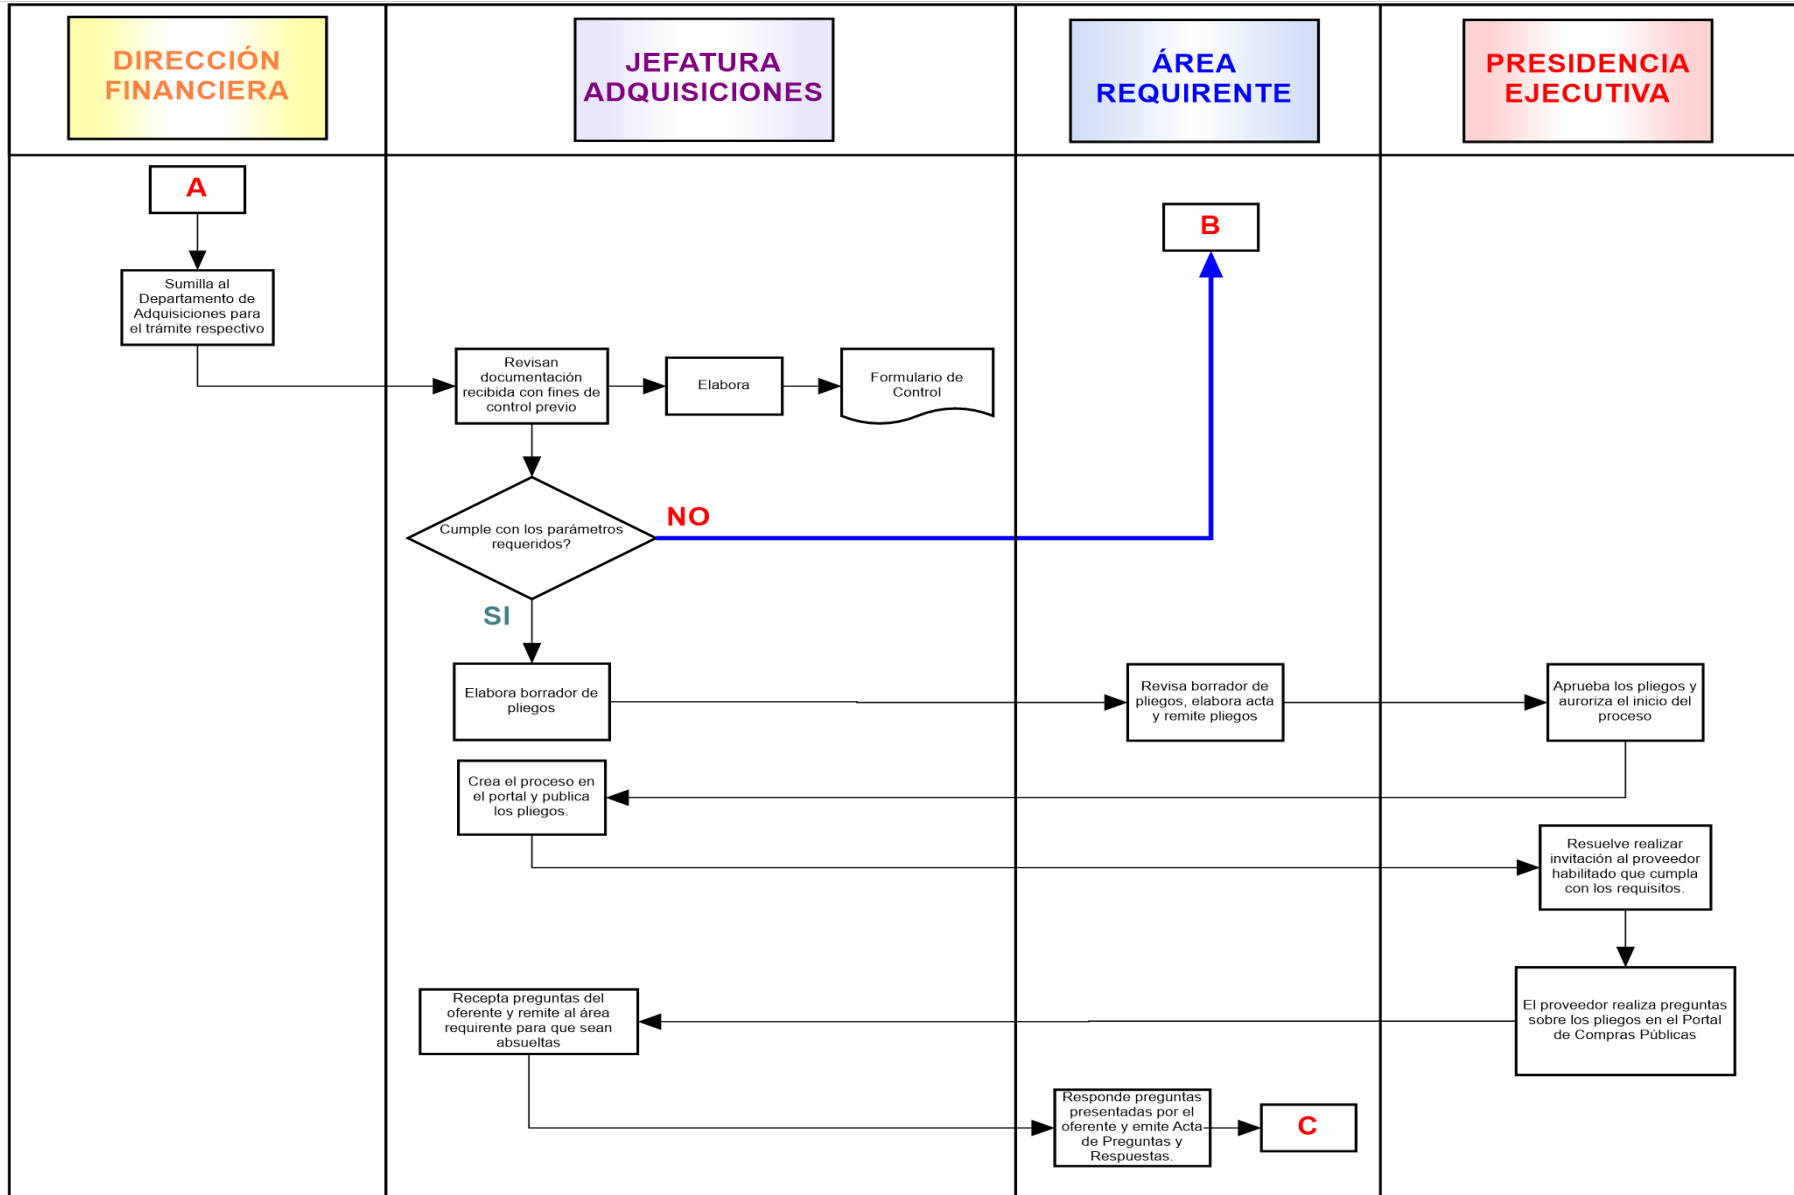 DIRECCIÓN
FINANCIERA
JEFATURA
ADQUISICIONES
ÁREA
REQUIRENTE
PRESIDENCIA
EJECUTIVA
A
B
Sumilla al
Departamento de
Adquisiciones para
el trámite respectivo
Revisan
documentación
recibida con fines de
control previo
Elabora
Formulario de
Control
Cumple con los parámetros
requeridos?
NO
SI
Elabora borrador de
pliegos
Revisa borrador de
pliegos, elabora acta
y remite pliegos
Aprueba los pliegos y
auroriza el inicio del
proceso
Crea el proceso en
el portal y publica
los pliegos.
Resuelve realizar
invitación al proveedor
habilitado que cumpla
con los requisitos.
El proveedor realiza preguntas
sobre los pliegos en el Portal
de Compras Públicas
Recepta preguntas del
oferente y remite al área
requirente para que sean
absueltas
Responde preguntas
presentadas por el
oferente y emite Acta
de Preguntas y
Respuestas.
C